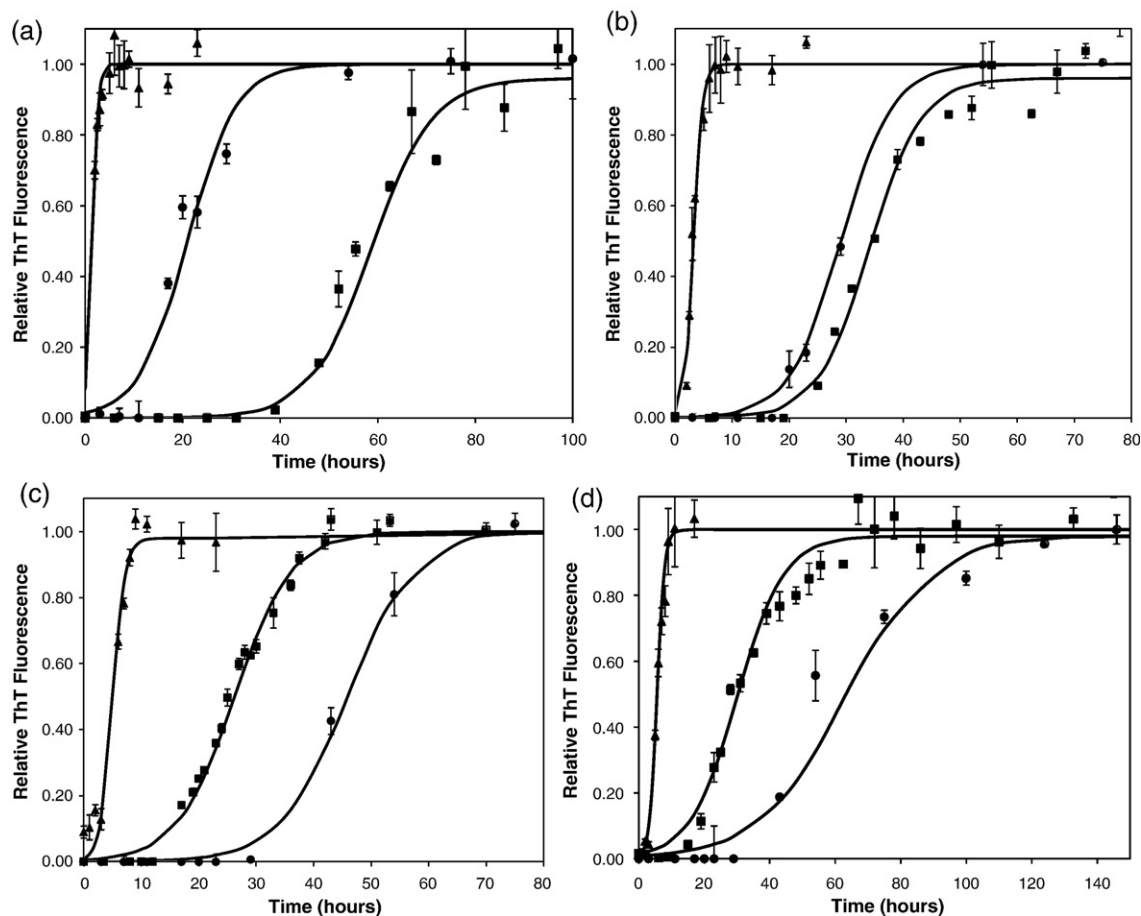 (a)
Relative ThT Fluorescence
1.00
0.80
0.60
0.40
0.20
0.00
0 20 40 60 80 100
Time (hours)
(b)
Relative ThT Fluorescence
1.00
0.80
0.60
0.40
0.20
0.00
0 10 20 30 40 50 60 70 80
Time (hours)
(c)
Relative ThT Fluorescence
1.00
0.80
0.60
0.40
0.20
0.00
0 10 20 30 40 50 60 70 80
Time (hours)
(d)
Relative ThT Fluorescence
1.00
0.80
0.60
0.40
0.20
0.00
0 20 40 60 80 100 120 140
Time (hours)